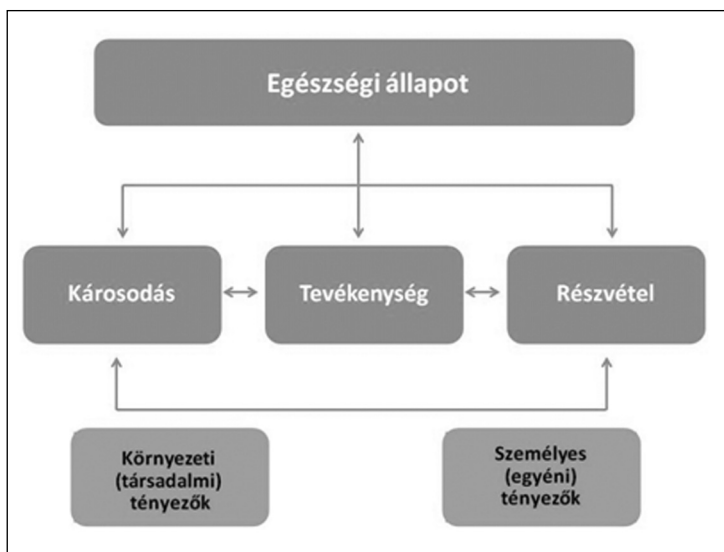 Egészségi állapot
Károsodás
Tevékenység
Részvétel
Környezeti
(társadalmi)
tényezők
Személyes
(egyéni)
tényezők